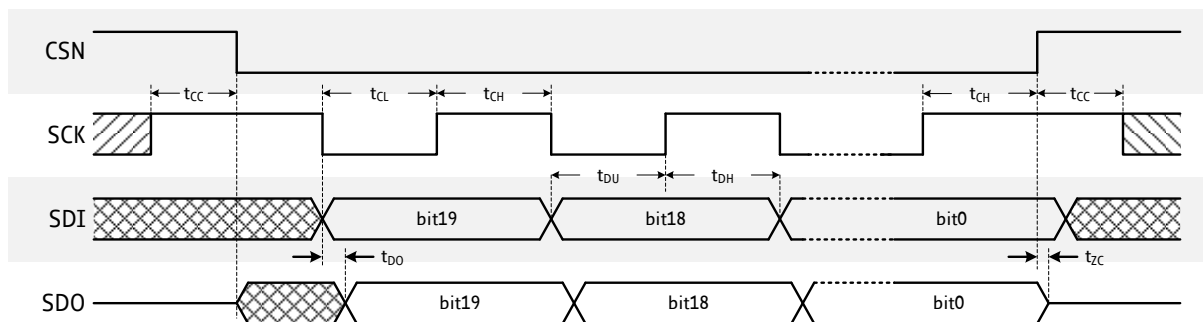 CSN
tCC tCL tCH tCH tCC
SCK
tDU tDH
SDI bit19 bit18 bit0
tDO tZC
SDO bit19 bit18 bit0